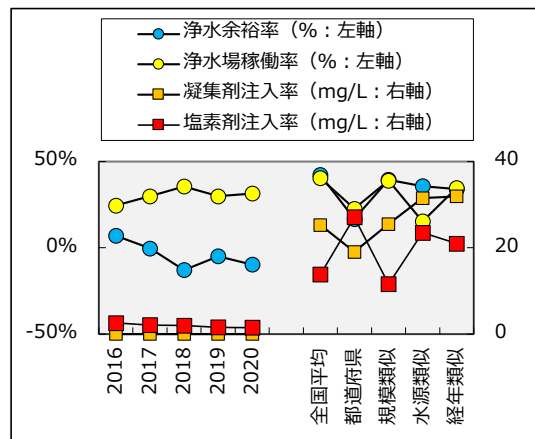 浄水余裕率（%：左軸）
浄水場稼働率（%：左軸）
凝集剤注入率（mg/L：右軸）
塩素剤注入率（mg/L：右軸）
50%
40
0%
20
-50%
0
2016
2017
2018
2019
2020
全国平均
都道府県
規模類似
水源類似
経年類似